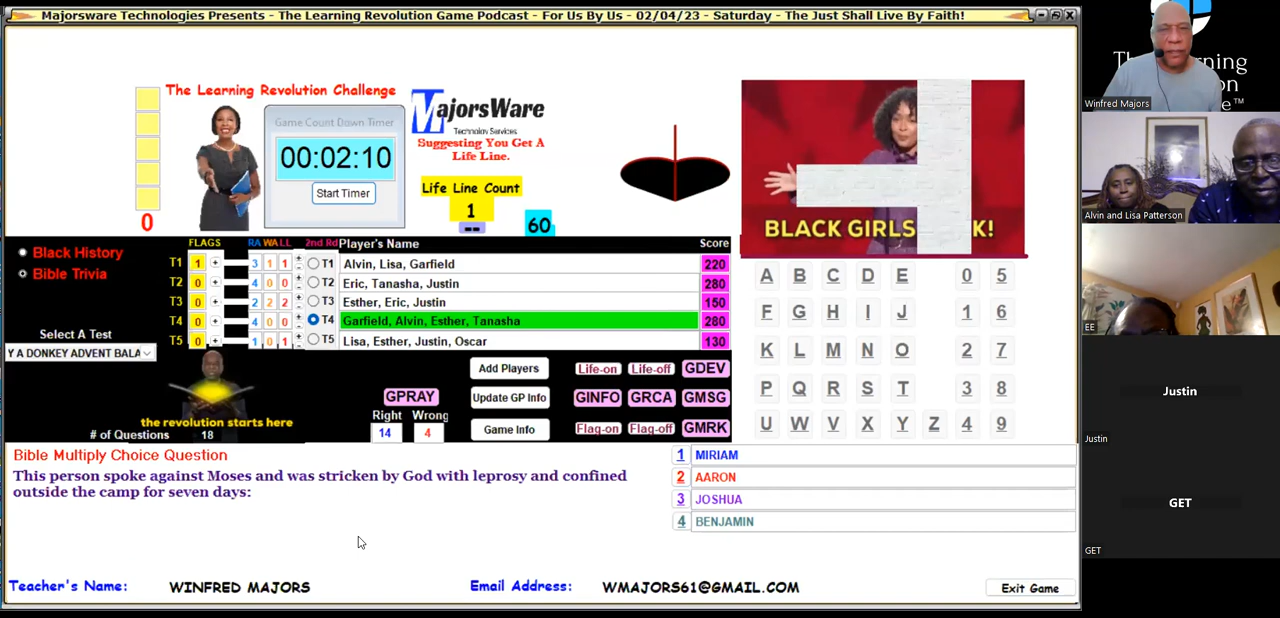 Majorsware Technologies Presents - The Learning Revolution Game Podcast - For Us By Us - 02/04/23 - Saturday - The Just Shall Live By Faith!
The Learning Revolution Challenge
Game Count Down Timer
00:02:10
Start Timer
0
MajorsWare
Technology Services
Suggesting You Get A
Life Line.
Life Line Count
1
--
60
BLACK GIRLS K!
Black History
Bible Trivia
Select A Test
Y A DONKEY ADVENT BALA
FLAGS RA WA LL 2nd Rd Player's Name Score
T1 1 + 3 1 1 T1 Alvin, Lisa, Garfield 220
T2 0 + 4 0 0 T2 Eric, Tanasha, Justin 280
T3 0 + 2 2 2 T3 Esther, Eric, Justin 150
T4 0 + 4 0 0 T4 Garfield, Alvin, Esther, Tanasha 280
T5 0 + 1 0 1 T5 Lisa, Esther, Justin, Oscar 130
the revolution starts here
# of Questions 18
GPRAY
Right Wrong
14 4
Add Players Life-on Life-off GDEV
Update GP Info GINFO GRCA GMSG
Game Info Flag-on Flag-off GMRK
A B C D E 0 5
F G H I J 1 6
K L M N O 2 7
P Q R S T 3 8
U W V X Y Z 4 9
Bible Multiply Choice Question
This person spoke against Moses and was stricken by God with leprosy and confined
outside the camp for seven days:
1 MIRIAM
2 AARON
3 JOSHUA
4 BENJAMIN
Teacher's Name: WINFRED MAJORS Email Address: WMAJORS61@GMAIL.COM Exit Game
Winfred Majors
Alvin and Lisa Patterson
EE
Justin
Justin
GET
GET